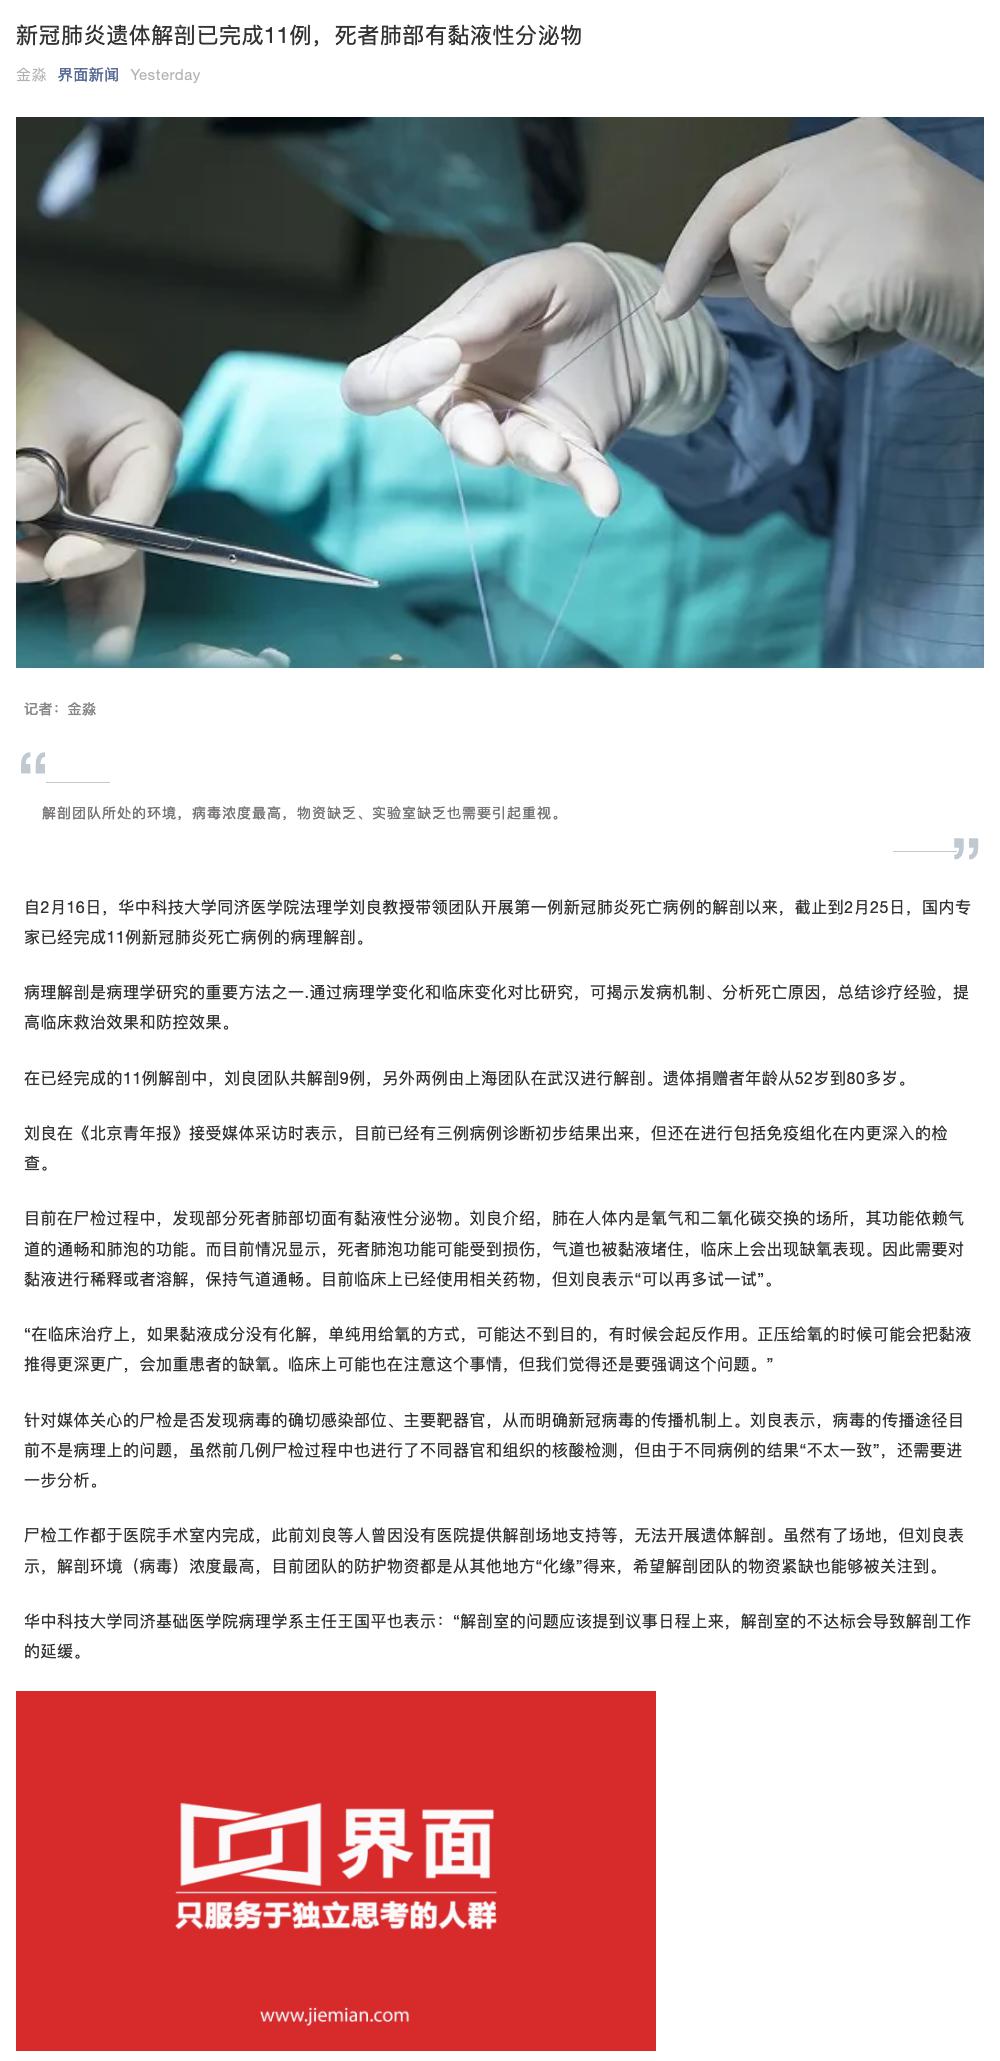 新冠肺炎遗体解剖已完成11例，死者肺部有黏液性分泌物
金淼 界面新闻 Yesterday
记者：金淼
“
解剖团队所处的环境，病毒浓度最高，物资缺乏、实验室缺乏也需要引起重视。
”
自2月16日，华中科技大学同济医学院法理学刘良教授带领团队开展第一例新冠肺炎死亡病例的解剖以来，截止到2月25日，国内专
家已经完成11例新冠肺炎死亡病例的病理解剖。
病理解剖是病理学研究的重要方法之一.通过病理学变化和临床变化对比研究，可揭示发病机制、分析死亡原因，总结诊疗经验，提
高临床救治效果和防控效果。
在已经完成的11例解剖中，刘良团队共解剖9例，另外两例由上海团队在武汉进行解剖。遗体捐赠者年龄从52岁到80多岁。
刘良在《北京青年报》接受媒体采访时表示，目前已经有三例病例诊断初步结果出来，但还在进行包括免疫组化在内更深入的检
查。
目前在尸检过程中，发现部分死者肺部切面有黏液性分泌物。刘良介绍，肺在人体内是氧气和二氧化碳交换的场所，其功能依赖气
道的通畅和肺泡的功能。而目前情况显示，死者肺泡功能可能受到损伤，气道也被黏液堵住，临床上会出现缺氧表现。因此需要对
黏液进行稀释或者溶解，保持气道通畅。目前临床上已经使用相关药物，但刘良表示“可以再多试一试”。
“在临床治疗上，如果黏液成分没有化解，单纯用给氧的方式，可能达不到目的，有时候会起反作用。正压给氧的时候可能会把黏液
推得更深更广，会加重患者的缺氧。临床上可能也在注意这个事情，但我们觉得还是要强调这个问题。”
针对媒体关心的尸检是否发现病毒的确切感染部位、主要靶器官，从而明确新冠病毒的传播机制上。刘良表示，病毒的传播途径目
前不是病理上的问题，虽然前几例尸检过程中也进行了不同器官和组织的核酸检测，但由于不同病例的结果“不太一致”，还需要进
一步分析。
尸检工作都于医院手术室内完成，此前刘良等人曾因没有医院提供解剖场地支持等，无法开展遗体解剖。虽然有了场地，但刘良表
示，解剖环境（病毒）浓度最高，目前团队的防护物资都是从其他地方“化缘”得来，希望解剖团队的物资紧缺也能够被关注到。
华中科技大学同济基础医学院病理学系主任王国平也表示：“解剖室的问题应该提到议事日程上来，解剖室的不达标会导致解剖工作
的延缓。
界面
只服务于独立思考的人群
www.jiemian.com